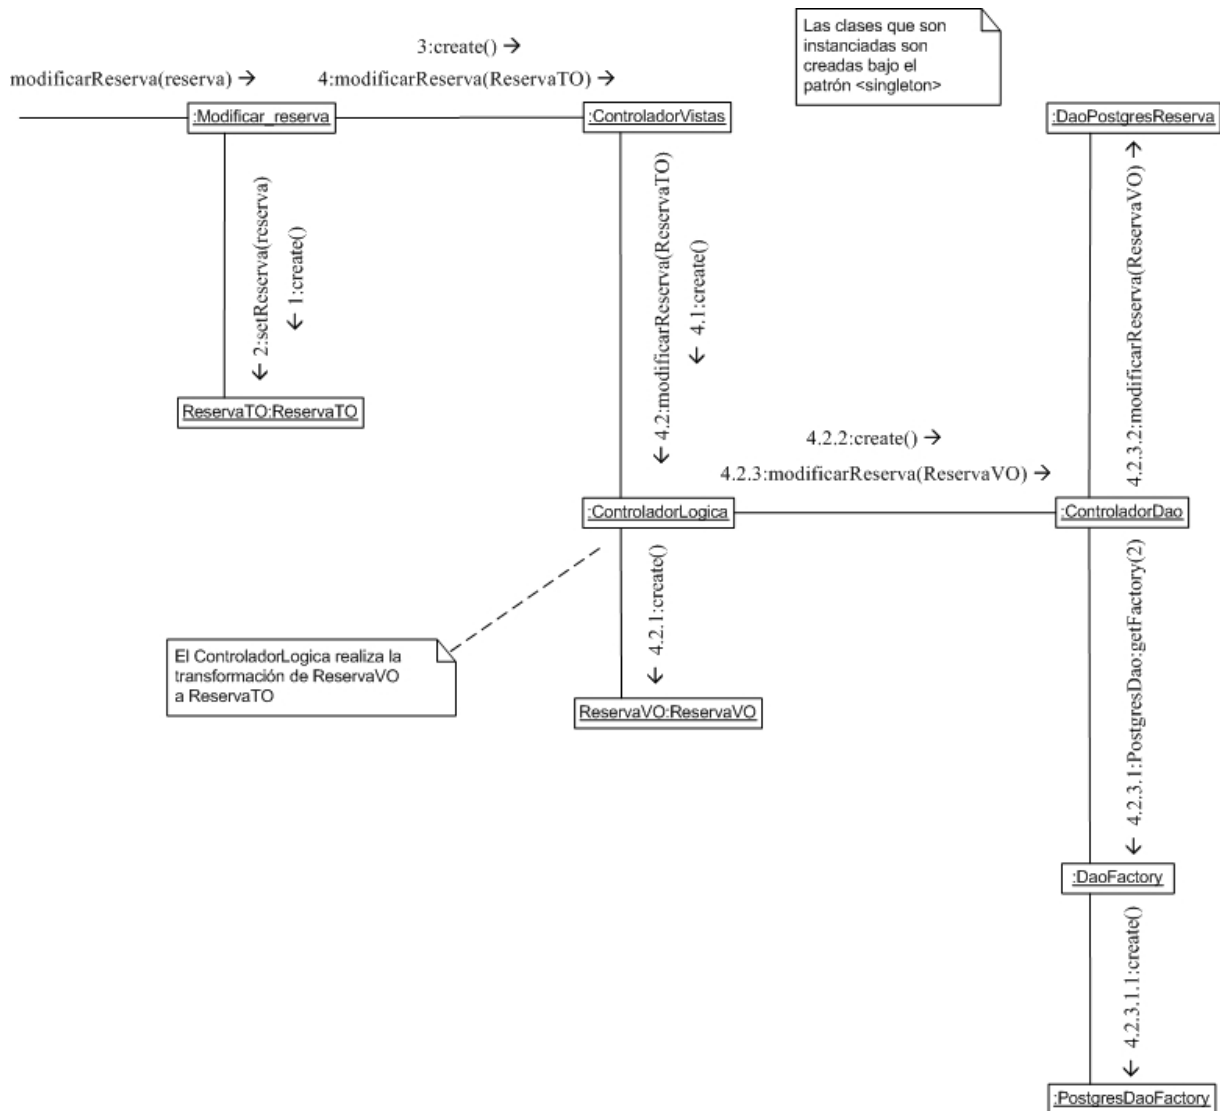 3:create() →
modificarReserva(reserva) →
4:modificarReserva(ReservaTO) →
Las clases que son
instanciadas son
creadas bajo el
patrón <singleton>
:Modificar_reserva
:ControladorVistas
:DaoPostgresReserva
← 2:setReserva(reserva)
← 1:create()
← 4.2:modificarReserva(ReservaTO)
← 4.1:create()
4.2.3.2:modificarReserva(ReservaVO) →
ReservaTO:ReservaTO
4.2.2:create() →
4.2.3:modificarReserva(ReservaVO) →
:ControladorLogica
:ControladorDao
← 4.2.1:create()
← 4.2.3.1:PostgresDao:getFactory(2)
El ControladorLogica realiza la
transformación de ReservaVO
a ReservaTO
ReservaVO:ReservaVO
:DaoFactory
← 4.2.3.1.1:create()
:PostgresDaoFactory